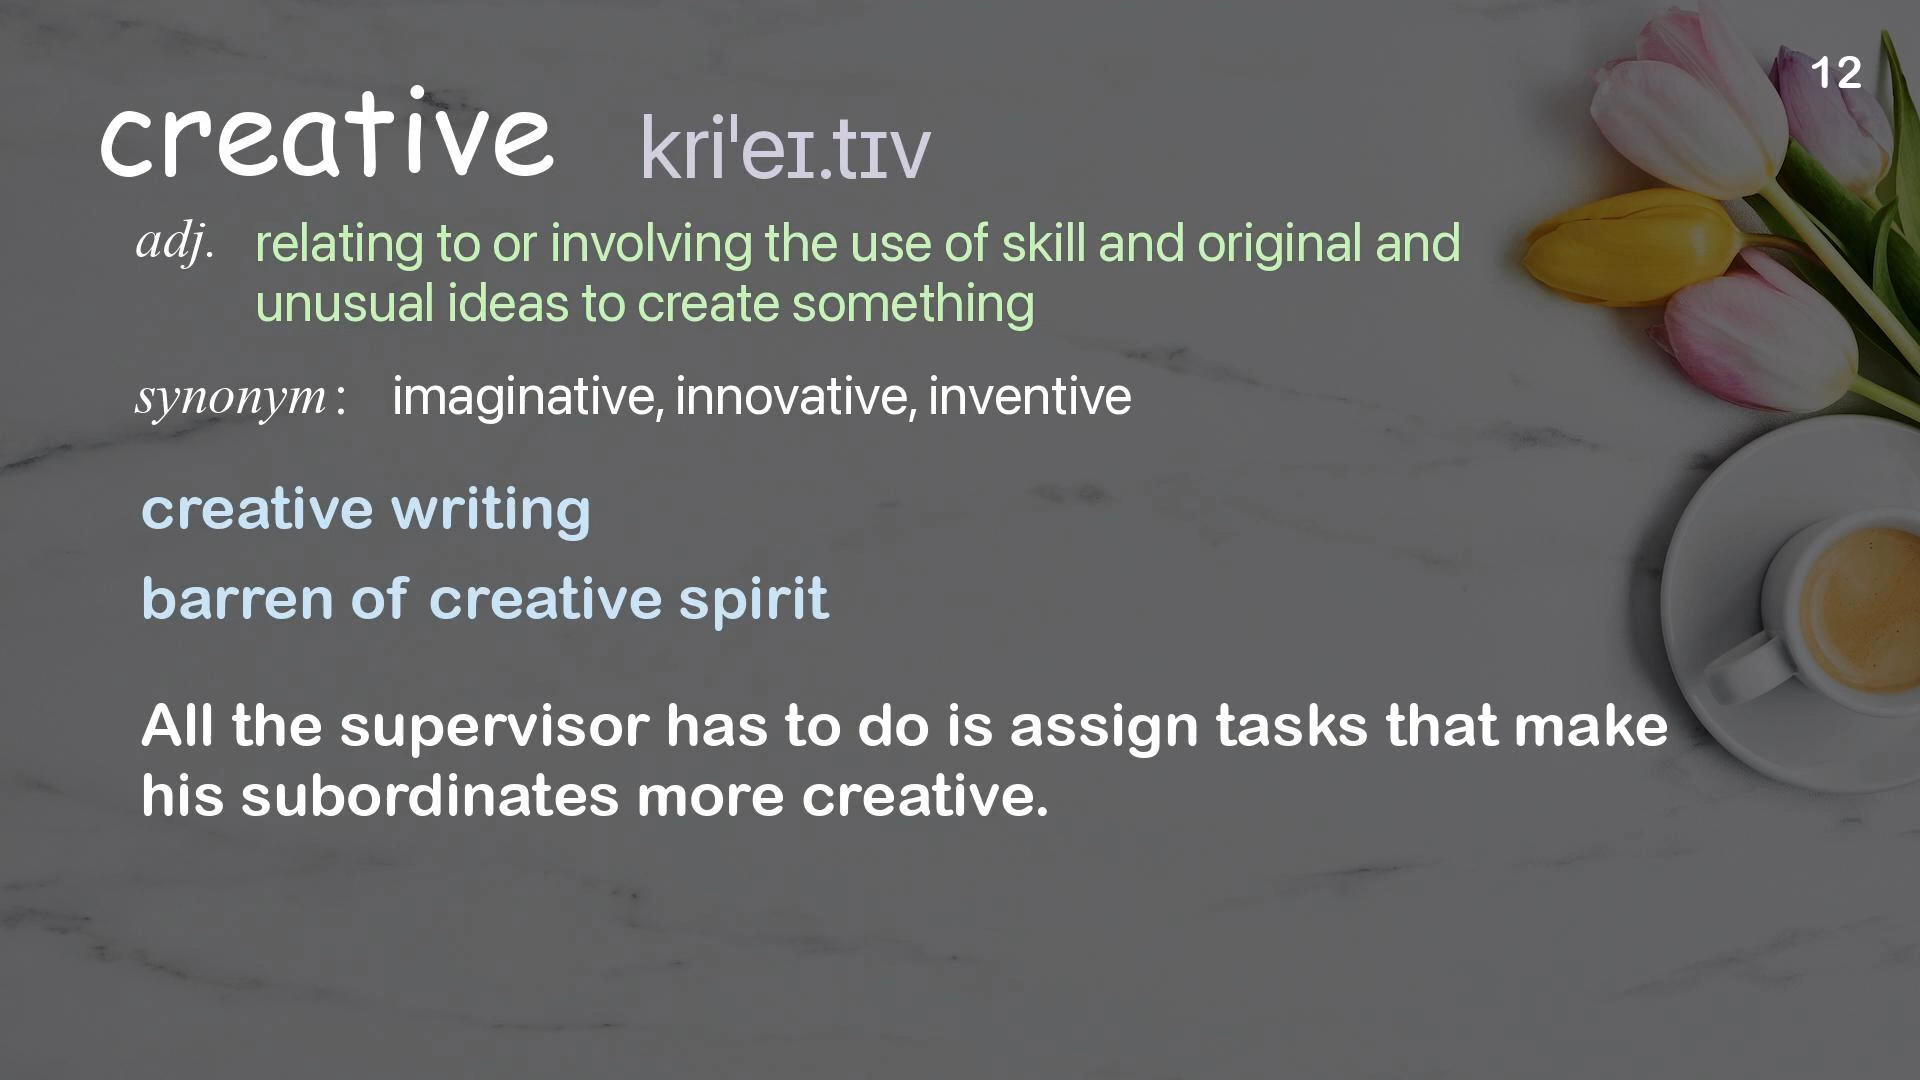 12
creative kriˈeɪ.tɪv
adj. relating to or involving the use of skill and original and
unusual ideas to create something
synonym : imaginative, innovative, inventive
creative writing
barren of creative spirit
All the supervisor has to do is assign tasks that make
his subordinates more creative.